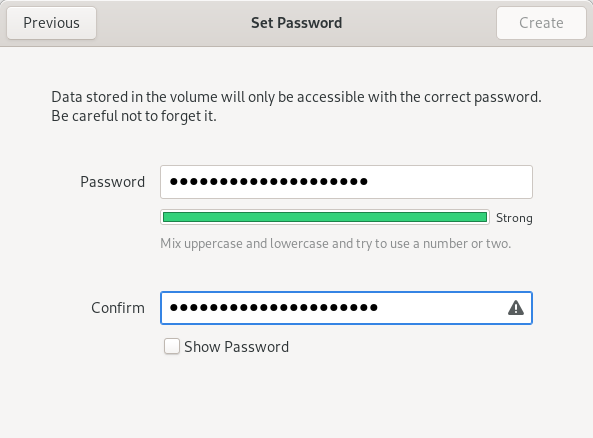 Previous
Set Password
Create
Data stored in the volume will only be accessible with the correct password.
Be careful not to forget it.
Password
●●●●●●●●●●●●●●●●●●●●
Strong
Mix uppercase and lowercase and try to use a number or two.
Confirm
●●●●●●●●●●●●●●●●●●●●●
Show Password